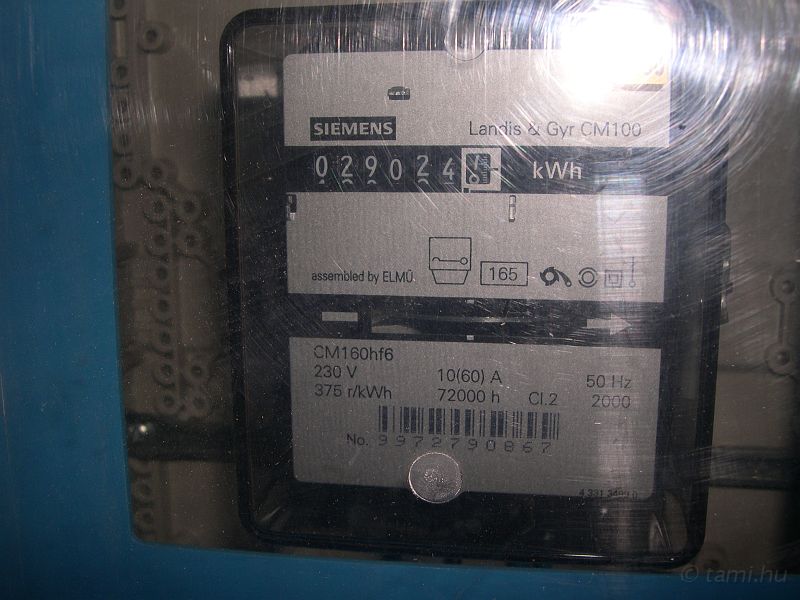 SIEMENS Landis & Gyr CM100
029024 kWh
assembled by ELMŰ 165
CM160hf6
230 V 10(60) A 50 Hz
375 r/kWh 72000 h Cl.2 2000
No. 9972790867
© tami.hu